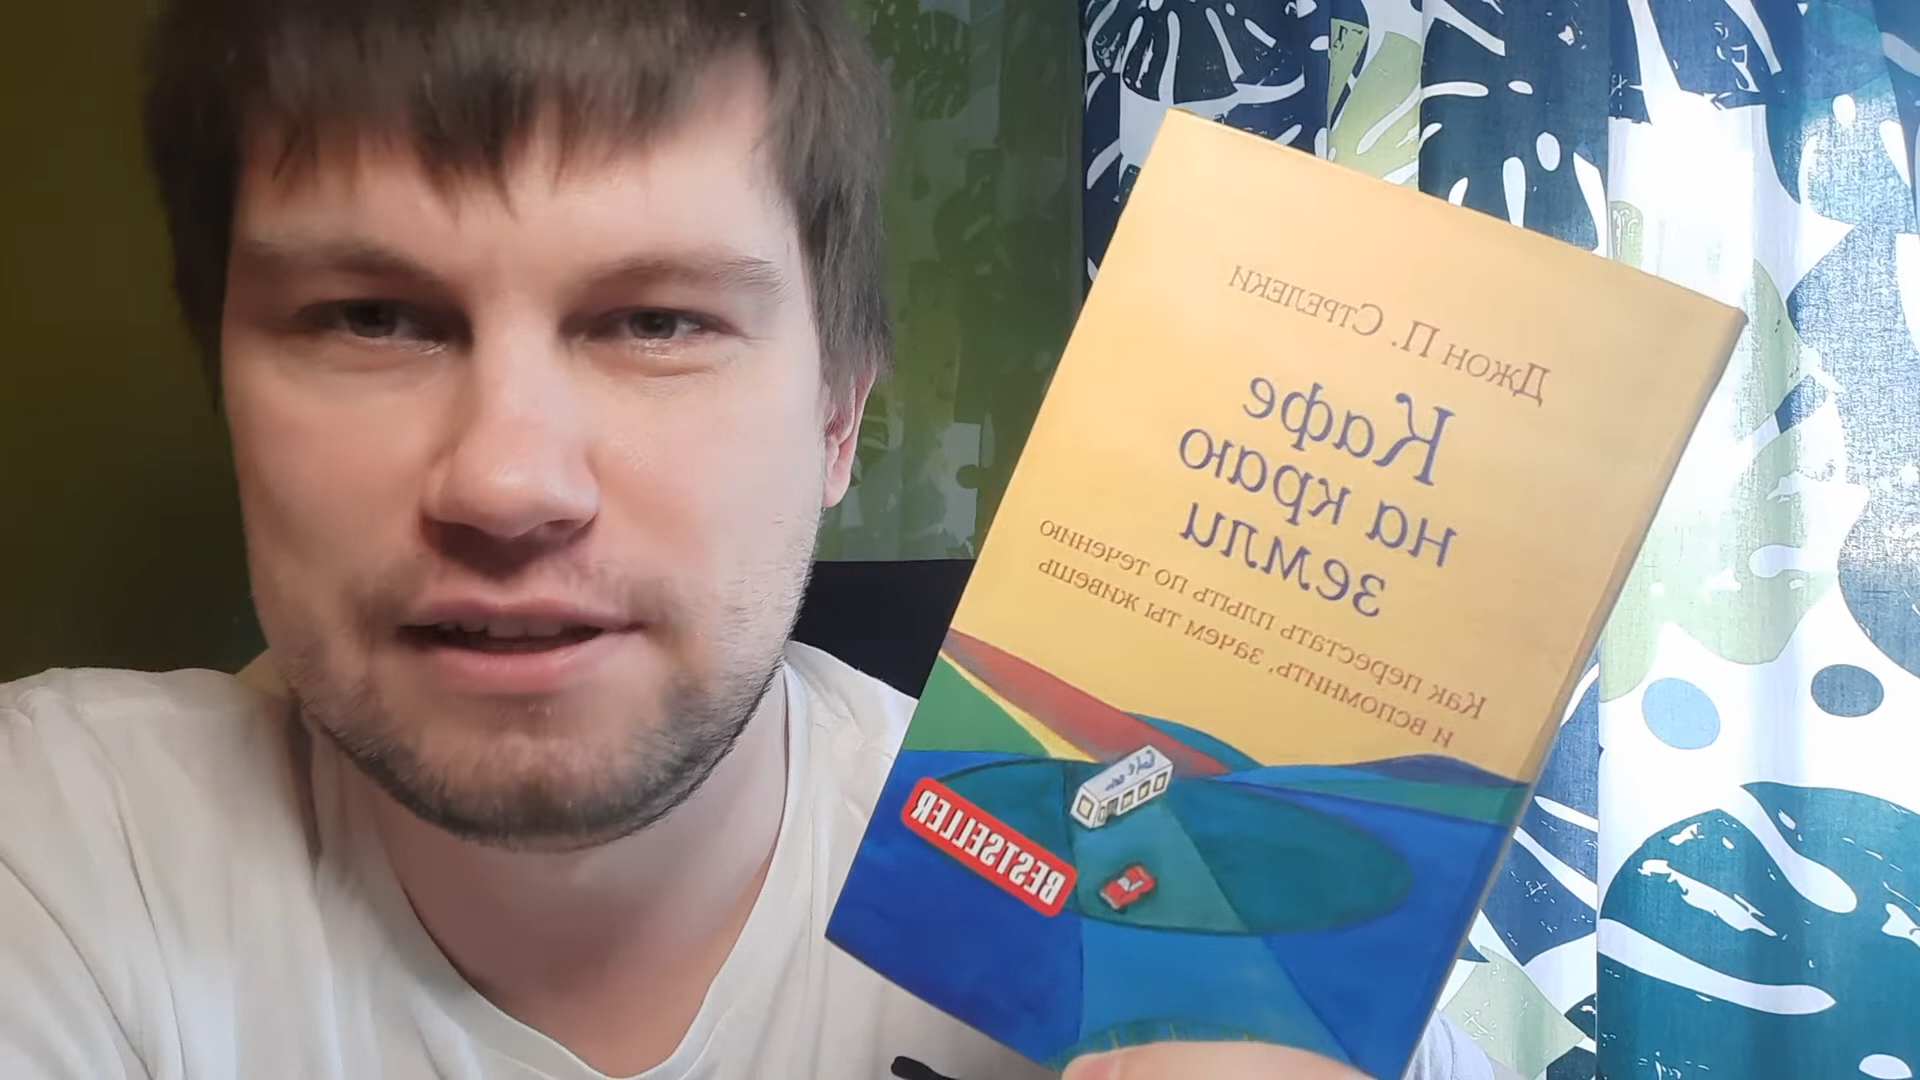 Джон П. Стрелеки
Кафе
на краю
земли
Как перестать плыть по течению
и вспомнить, зачем ты живешь
BESTSELLER